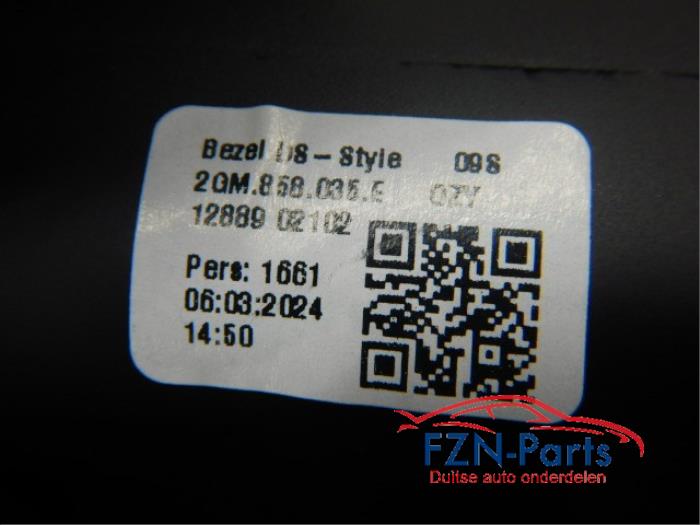 Bezel DS-Style 09S
2GM.858.035.E 0ZY
12889 02102
Pers: 1661
06:03:2024
14:50
FZN-Parts
Duitse auto onderdelen